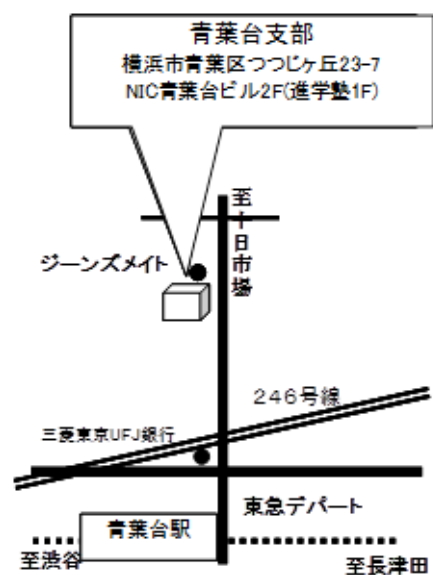 青葉台支部
横浜市青葉区つつじヶ丘23-7
NIC青葉台ビル2F(進学塾1F)
至十日市場
ジーンズメイト
246号線
三菱東京UFJ銀行
東急デパート
青葉台駅
至渋谷
至長津田